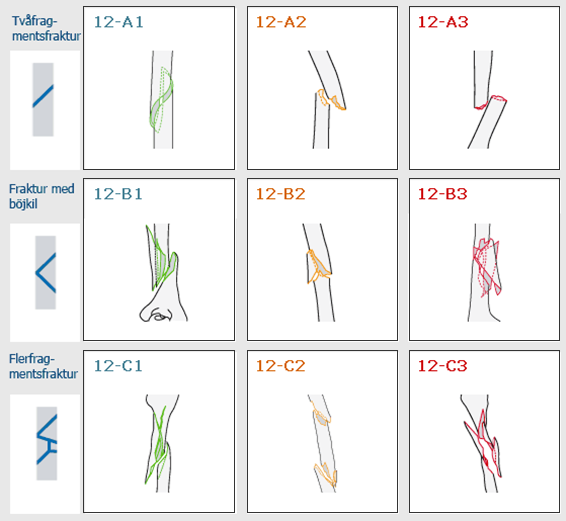 Tvåfrag-
mentsfraktur
12-A1
12-A2
12-A3
Fraktur med
böjkil
12-B1
12-B2
12-B3
Flerfrag-
mentsfraktur
12-C1
12-C2
12-C3